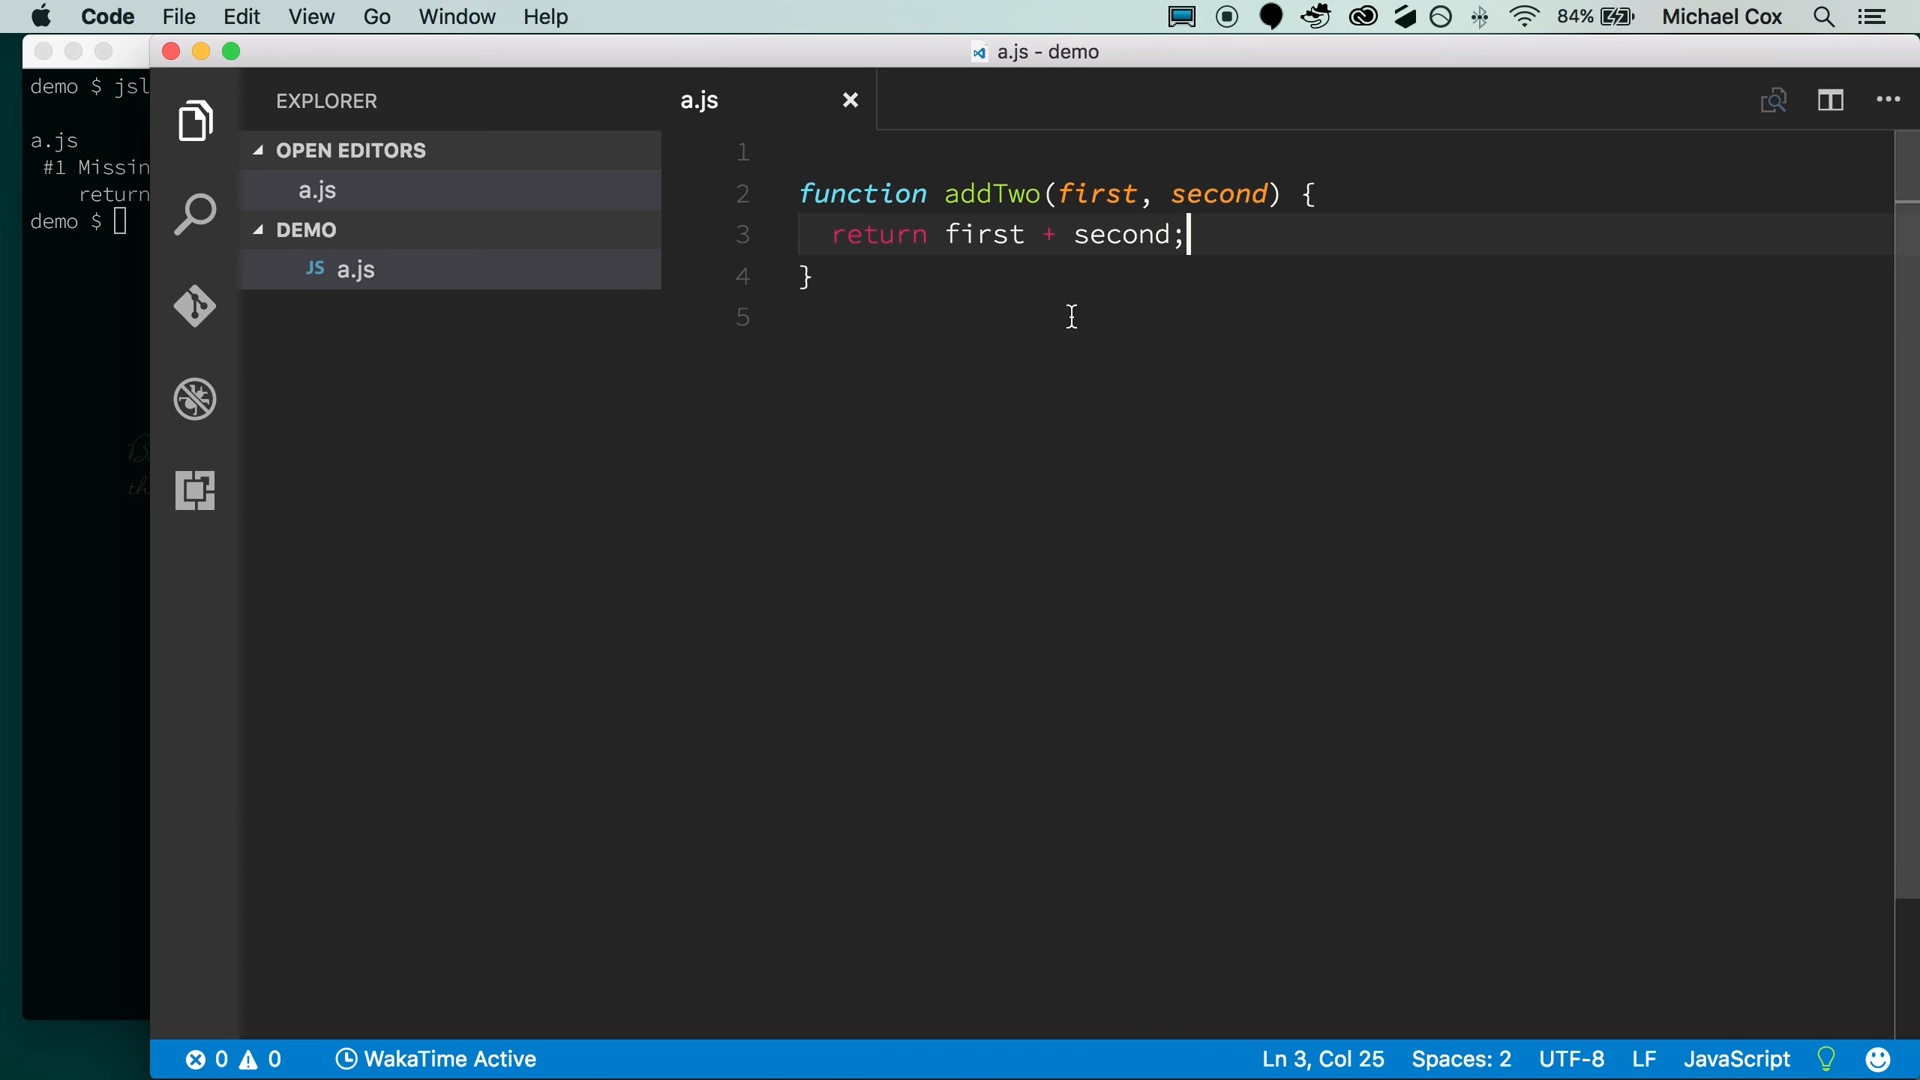 Code File Edit View Go Window Help 84% Michael Cox
a.js - demo
demo $ jsl
a.js
#1 Missin
return
demo $
EXPLORER
OPEN EDITORS
a.js
DEMO
JS a.js
a.js
1
2 function addTwo(first, second) {
3 return first + second;
4 }
5
0 0 WakaTime Active Ln 3, Col 25 Spaces: 2 UTF-8 LF JavaScript